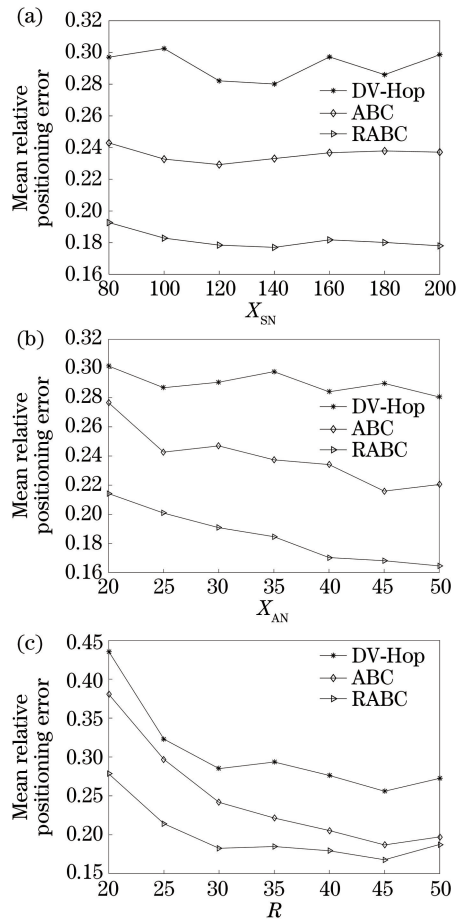 (a)
0.32
0.30
0.28
0.26
0.24
0.22
0.20
0.18
0.16
Mean relative
positioning error
DV-Hop
ABC
RABC
80 100 120 140 160 180 200
X_SN
(b)
0.32
0.30
0.28
0.26
0.24
0.22
0.20
0.18
0.16
Mean relative
positioning error
DV-Hop
ABC
RABC
20 25 30 35 40 45 50
X_AN
(c)
0.45
0.40
0.35
0.30
0.25
0.20
0.15
Mean relative
positioning error
DV-Hop
ABC
RABC
20 25 30 35 40 45 50
R